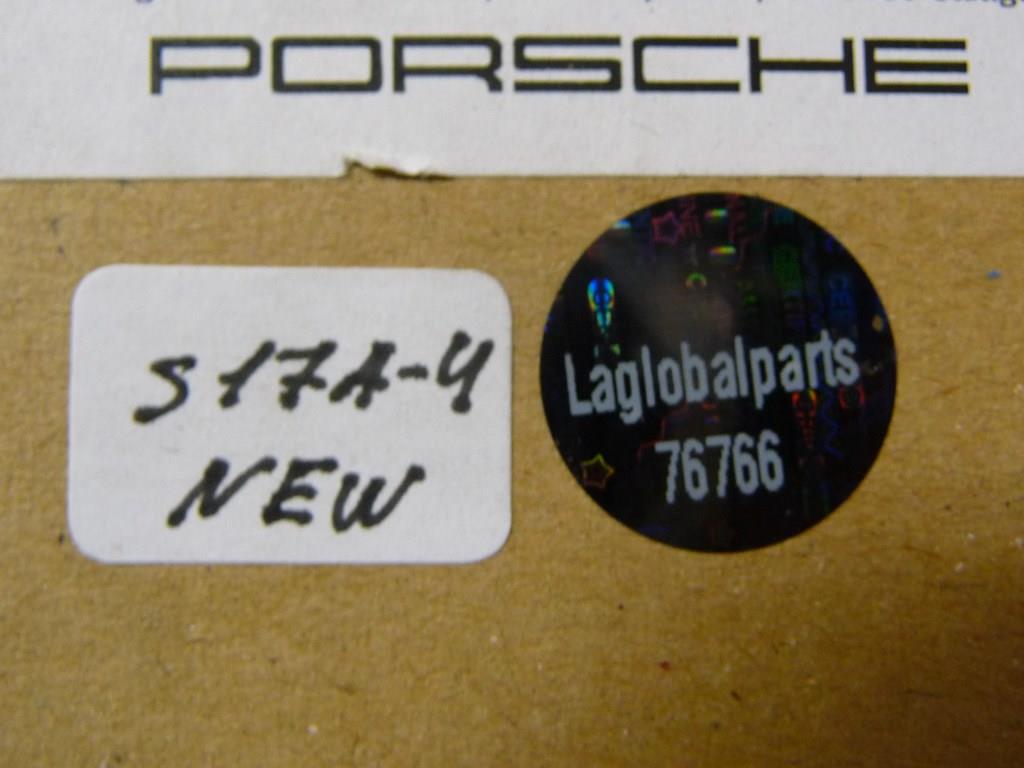 PORSCHE
S17A-4
NEW
Laglobalparts
76766